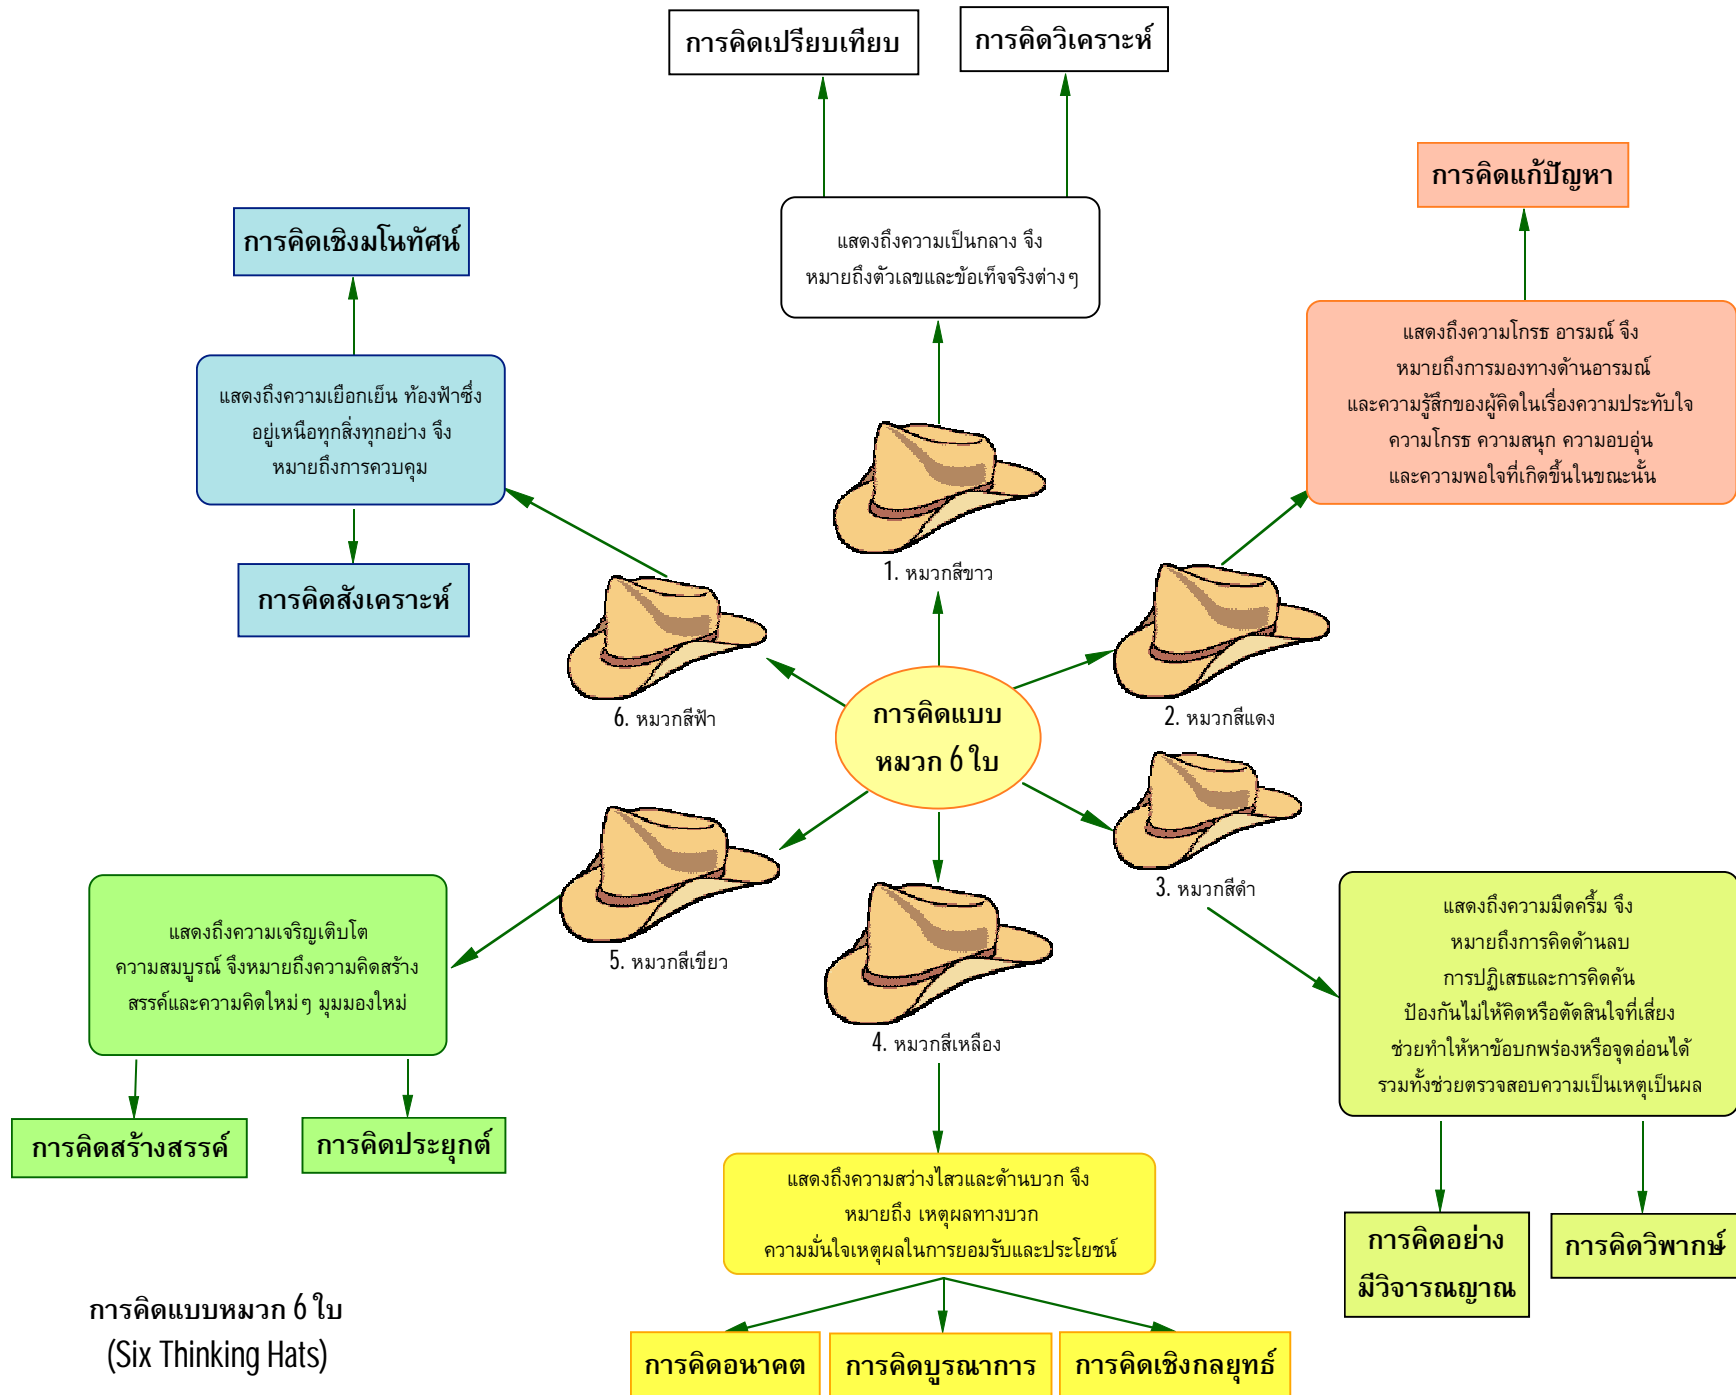 การคิดเปรียบเทียบ
การคิดวิเคราะห์
แสดงถึงความเป็นกลาง จึง
หมายถึงตัวเลขและข้อเท็จจริงต่างๆ
1. หมวกสีขาว
การคิดแก้ปัญหา
แสดงถึงความโกรธ อารมณ์ จึง
หมายถึงการมองทางด้านอารมณ์
และความรู้สึกของผู้คิดในเรื่องความประทับใจ
ความโกรธ ความสนุก ความอบอุ่น
และความพอใจที่เกิดขึ้นในขณะนั้น
2. หมวกสีแดง
การคิดเชิงมโนทัศน์
แสดงถึงความเยือกเย็น ท้องฟ้าซึ่ง
อยู่เหนือทุกสิ่งทุกอย่าง จึง
หมายถึงการควบคุม
การคิดสังเคราะห์
6. หมวกสีฟ้า
การคิดแบบ
หมวก 6 ใบ
3. หมวกสีดำ
แสดงถึงความมืดครึ้ม จึง
หมายถึงการคิดด้านลบ
การปฏิเสธและการคิดค้น
ป้องกันไม่ให้คิดหรือตัดสินใจที่เสี่ยง
ช่วยทำให้หาข้อบกพร่องหรือจุดอ่อนได้
รวมทั้งช่วยตรวจสอบความเป็นเหตุเป็นผล
การคิดอย่าง
มีวิจารณญาณ
การคิดวิพากษ์
5. หมวกสีเขียว
แสดงถึงความเจริญเติบโต
ความสมบูรณ์ จึงหมายถึงความคิดสร้าง
สรรค์และความคิดใหม่ๆ มุมมองใหม่
การคิดสร้างสรรค์
การคิดประยุกต์
4. หมวกสีเหลือง
แสดงถึงความสว่างไสวและด้านบวก จึง
หมายถึง เหตุผลทางบวก
ความมั่นใจเหตุผลในการยอมรับและประโยชน์
การคิดอนาคต
การคิดบูรณาการ
การคิดเชิงกลยุทธ์
การคิดแบบหมวก 6 ใบ
(Six Thinking Hats)